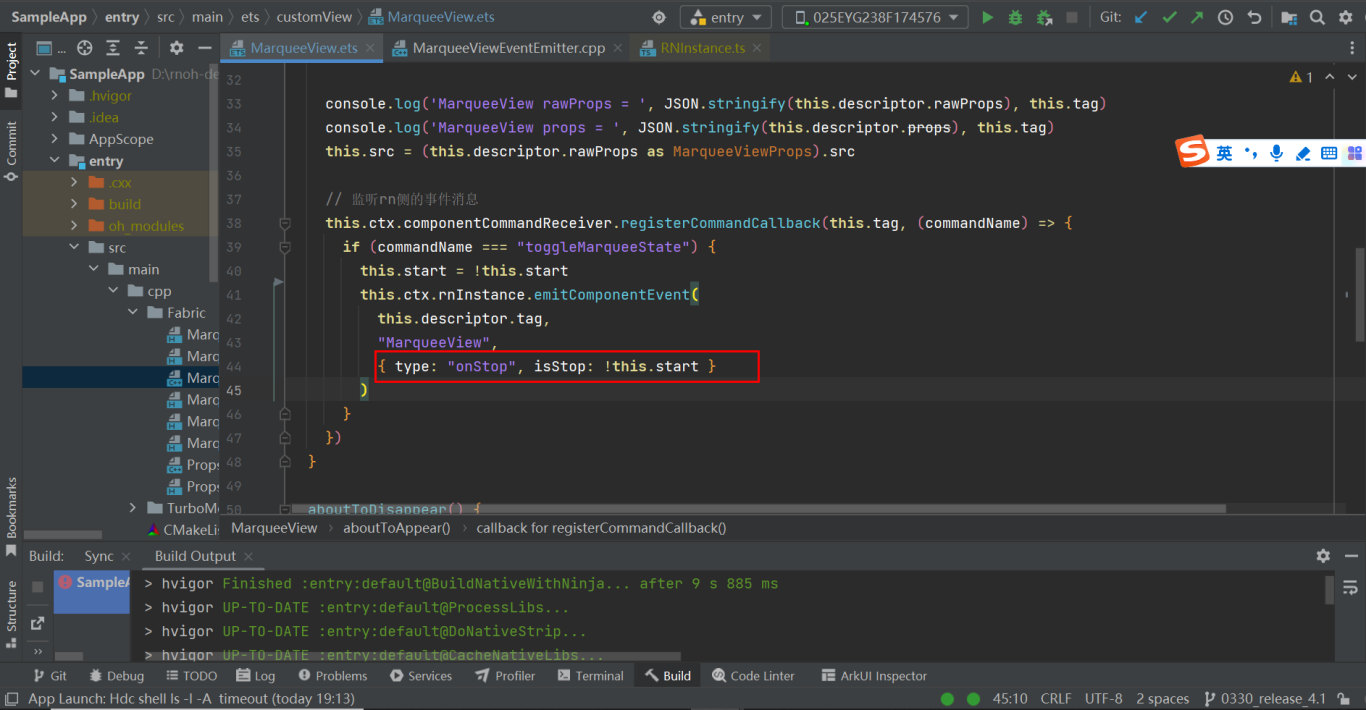 SampleApp entry src main ets customView MarqueeView.ets entry 025EYG238F174576 Git:
Project
Commit
Bookmarks
Structure
...
MarqueeView.ets MarqueeViewEventEmitter.cpp RNInstance.ts
SampleApp D:\rnoh-de
.hvigor
.idea
AppScope
entry
.cxx
build
oh_modules
src
main
cpp
Fabric
Marq
Marq
Marq
Marq
Marq
Marq
Props
Props
TurboMo
CMakeLis
1
英
32
33 console.log('MarqueeView rawProps = ', JSON.stringify(this.descriptor.rawProps), this.tag)
34 console.log('MarqueeView props = ', JSON.stringify(this.descriptor.props), this.tag)
35 this.src = (this.descriptor.rawProps as MarqueeViewProps).src
36
37 // 监听rn侧的事件消息
38 this.ctx.componentCommandReceiver.registerCommandCallback(this.tag, (commandName) => {
39 if (commandName === "toggleMarqueeState") {
40 this.start = !this.start
41 this.ctx.rnInstance.emitComponentEvent(
42 this.descriptor.tag,
43 "MarqueeView",
44 { type: "onStop", isStop: !this.start }
45 )
46 }
47 })
48 }
49
50 aboutToDisappear() {
MarqueeView aboutToAppear() callback for registerCommandCallback()
Build: Sync Build Output
SampleA
> hvigor Finished :entry:default@BuildNativeWithNinja... after 9 s 885 ms
> hvigor UP-TO-DATE :entry:default@ProcessLibs...
> hvigor UP-TO-DATE :entry:default@DoNativeStrip...
> hvigor UP-TO-DATE :entry:default@CacheNativeLibs...
Git Debug TODO Log Problems Services Profiler Terminal Build Code Linter ArkUI Inspector
App Launch: Hdc shell ls -l -A timeout (today 19:13) 45:10 CRLF UTF-8 2 spaces 0330_release_4.1